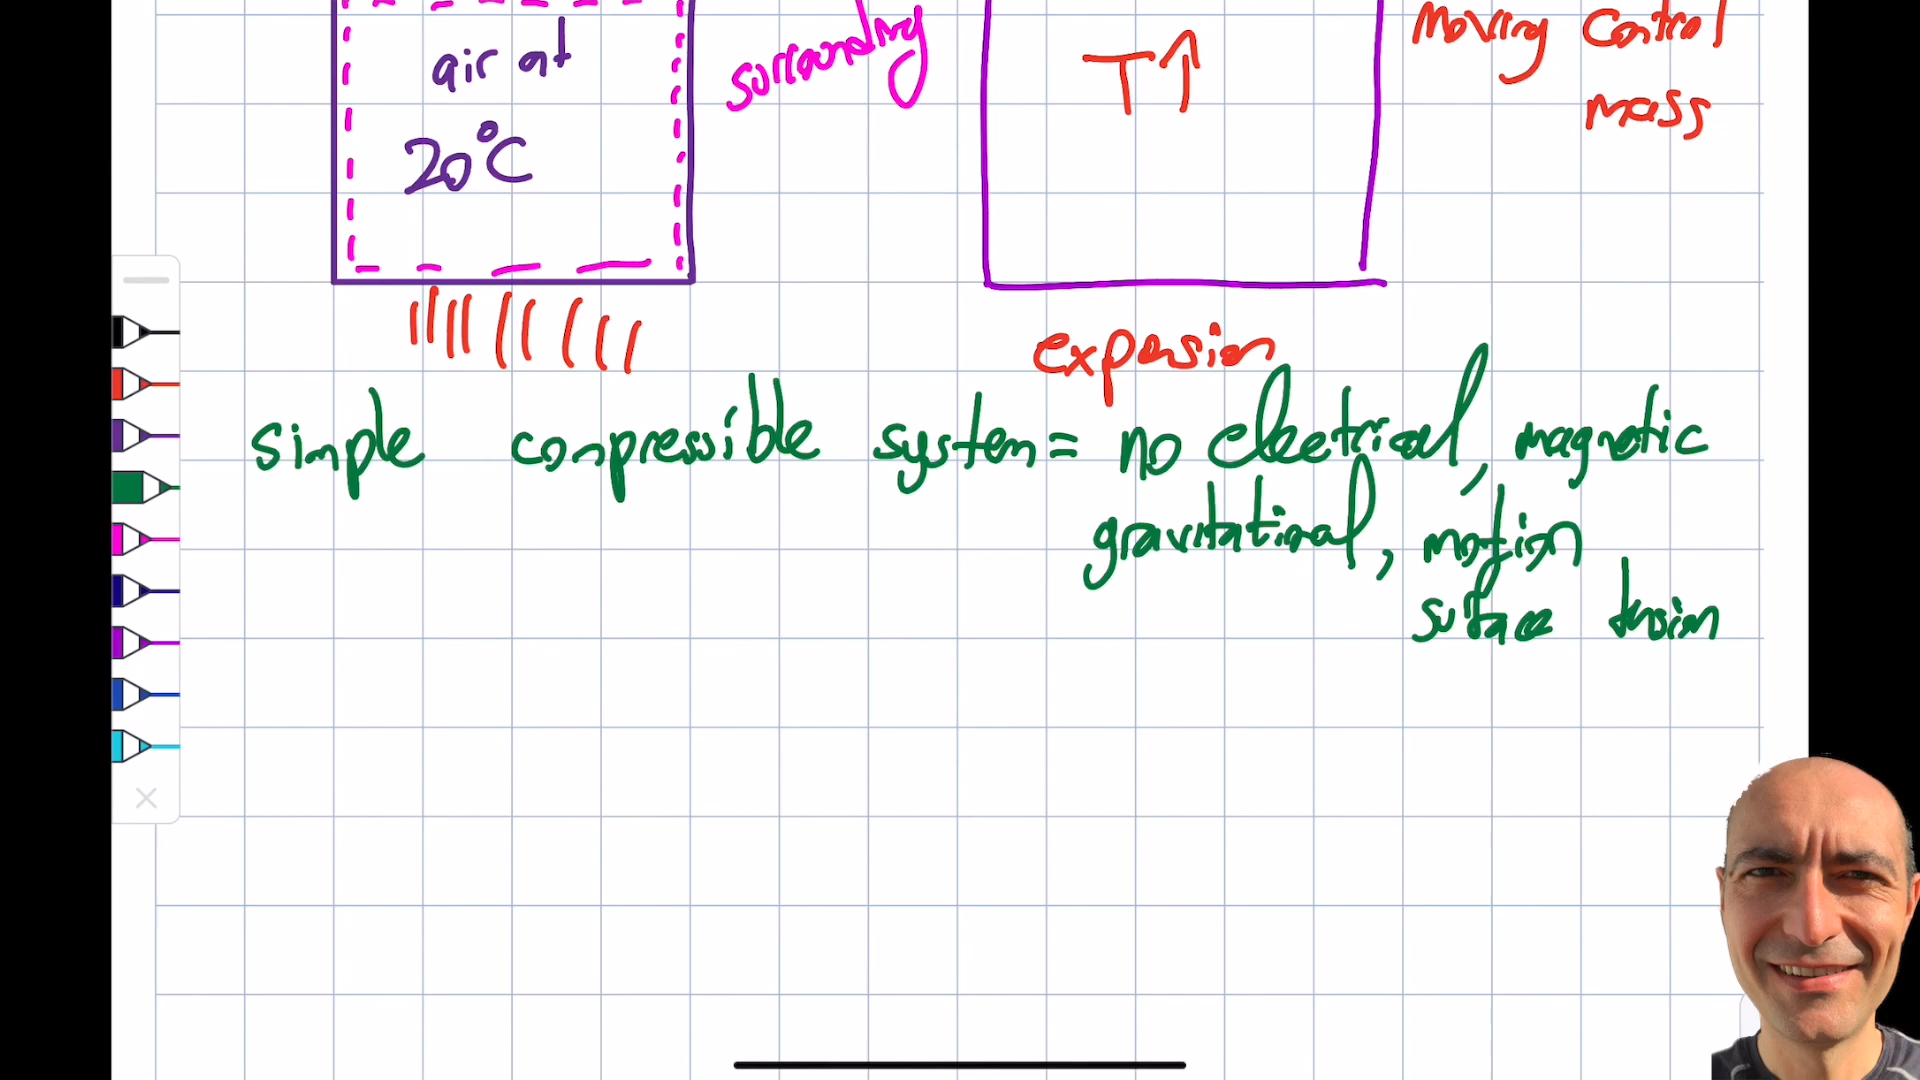 air at
20°C
surrounding
T↑
Moving Control
mass
expansion
simple compressible system = no electrical, magnetic
gravitational, motion
surface tension